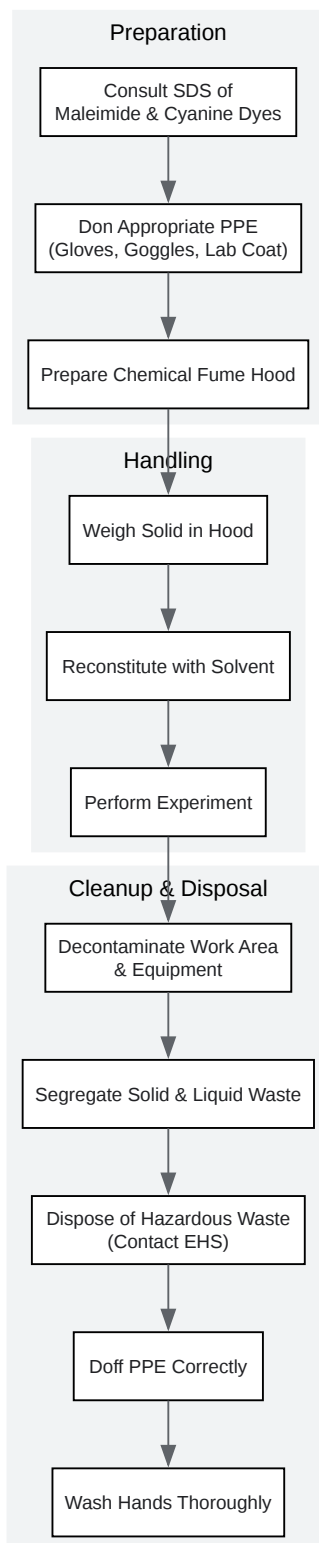 Preparation
Consult SDS of
Maleimide & Cyanine Dyes
Don Appropriate PPE
(Gloves, Goggles, Lab Coat)
Prepare Chemical Fume Hood
Handling
Weigh Solid in Hood
Reconstitute with Solvent
Perform Experiment
Cleanup & Disposal
Decontaminate Work Area
& Equipment
Segregate Solid & Liquid Waste
Dispose of Hazardous Waste
(Contact EHS)
Doff PPE Correctly
Wash Hands Thoroughly